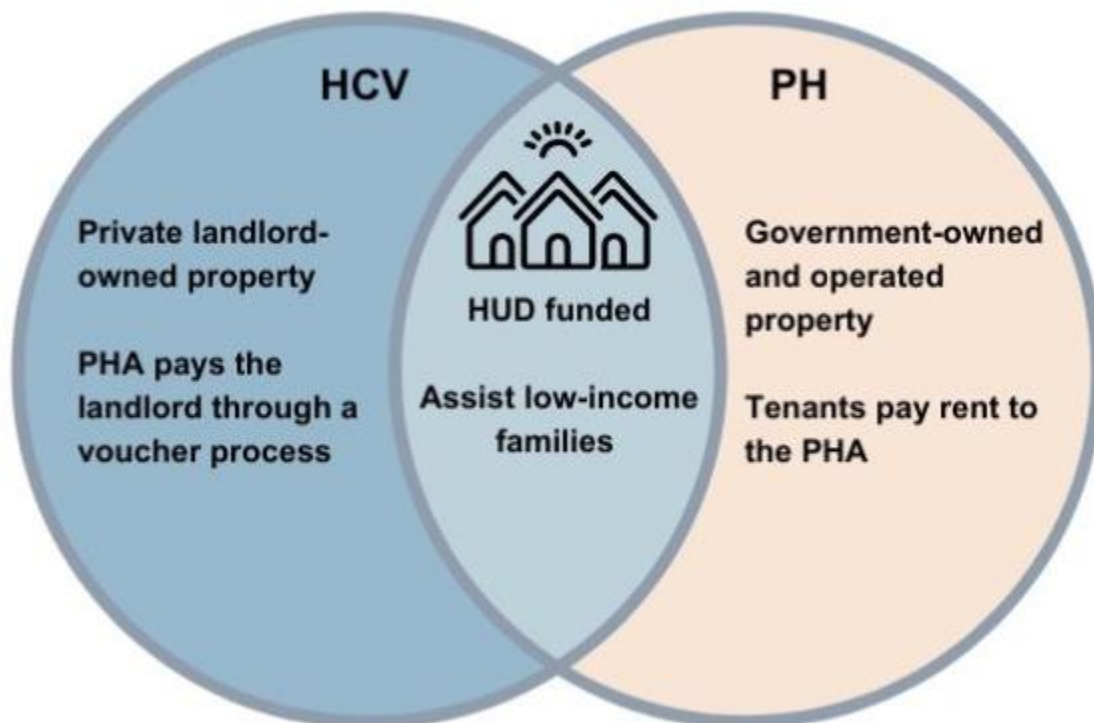 HCV
Private landlord-
owned property
PHA pays the
landlord through a
voucher process
HUD funded
Assist low-income
families
PH
Government-owned
and operated
property
Tenants pay rent to
the PHA